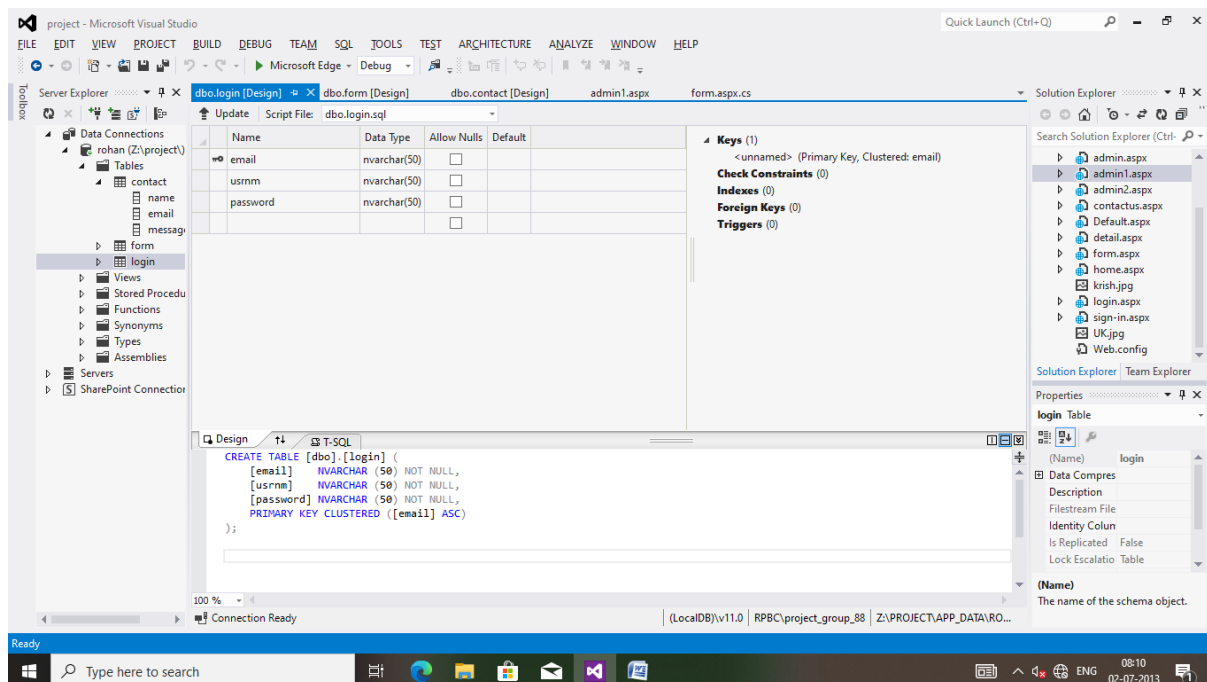 project - Microsoft Visual Studio
Quick Launch (Ctrl+Q)
FILE EDIT VIEW PROJECT BUILD DEBUG TEAM SQL TOOLS TEST ARCHITECTURE ANALYZE WINDOW HELP
Microsoft Edge
Debug
Toolbox
Server Explorer
Data Connections
rohan (Z:\project\)
Tables
contact
name
email
messag
form
login
Views
Stored Procedu
Functions
Synonyms
Types
Assemblies
Servers
SharePoint Connection
dbo.login [Design]
dbo.form [Design]
dbo.contact [Design]
admin1.aspx
form.aspx.cs
Update Script File: dbo.login.sql
Name Data Type Allow Nulls Default
email nvarchar(50)
usrnm nvarchar(50)
password nvarchar(50)
Keys (1)
<unnamed> (Primary Key, Clustered: email)
Check Constraints (0)
Indexes (0)
Foreign Keys (0)
Triggers (0)
Design T-SQL
CREATE TABLE [dbo].[login] (
[email] NVARCHAR (50) NOT NULL,
[usrnm] NVARCHAR (50) NOT NULL,
[password] NVARCHAR (50) NOT NULL,
PRIMARY KEY CLUSTERED ([email] ASC)
);
100 %
Connection Ready
(LocalDB)\v11.0 RPBC\project_group_88 Z:\PROJECT\APP_DATA\RO...
Solution Explorer
Search Solution Explorer (Ctrl-
admin.aspx
admin1.aspx
admin2.aspx
contactus.aspx
Default.aspx
detail.aspx
form.aspx
home.aspx
krish.jpg
login.aspx
sign-in.aspx
UK.jpg
Web.config
Solution Explorer Team Explorer
Properties
login Table
(Name) login
Data Compres
Description
Filestream File
Identity Colum
Is Replicated False
Lock Escalatio Table
(Name)
The name of the schema object.
Ready
Type here to search
ENG
08:10
02-07-2013
1